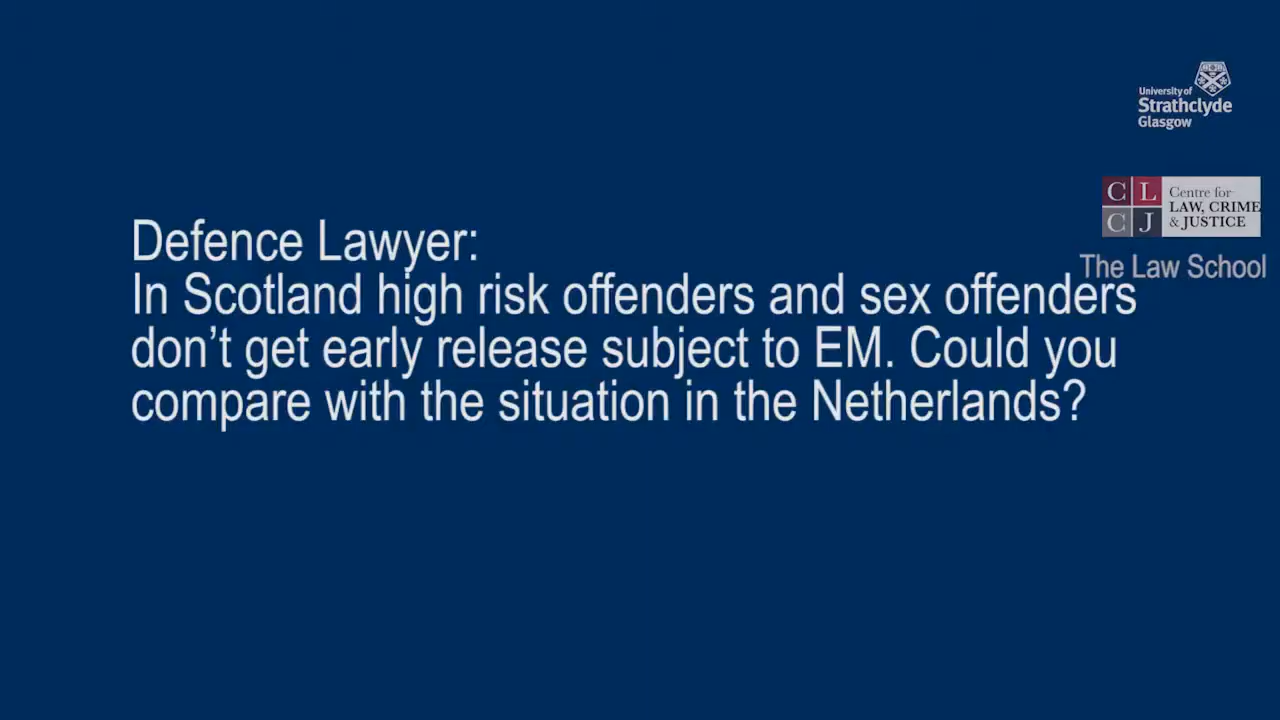 University of
Strathclyde
Glasgow
C L
C J
Centre for
LAW, CRIME
& JUSTICE
The Law School
Defence Lawyer:
In Scotland high risk offenders and sex offenders
don’t get early release subject to EM. Could you
compare with the situation in the Netherlands?